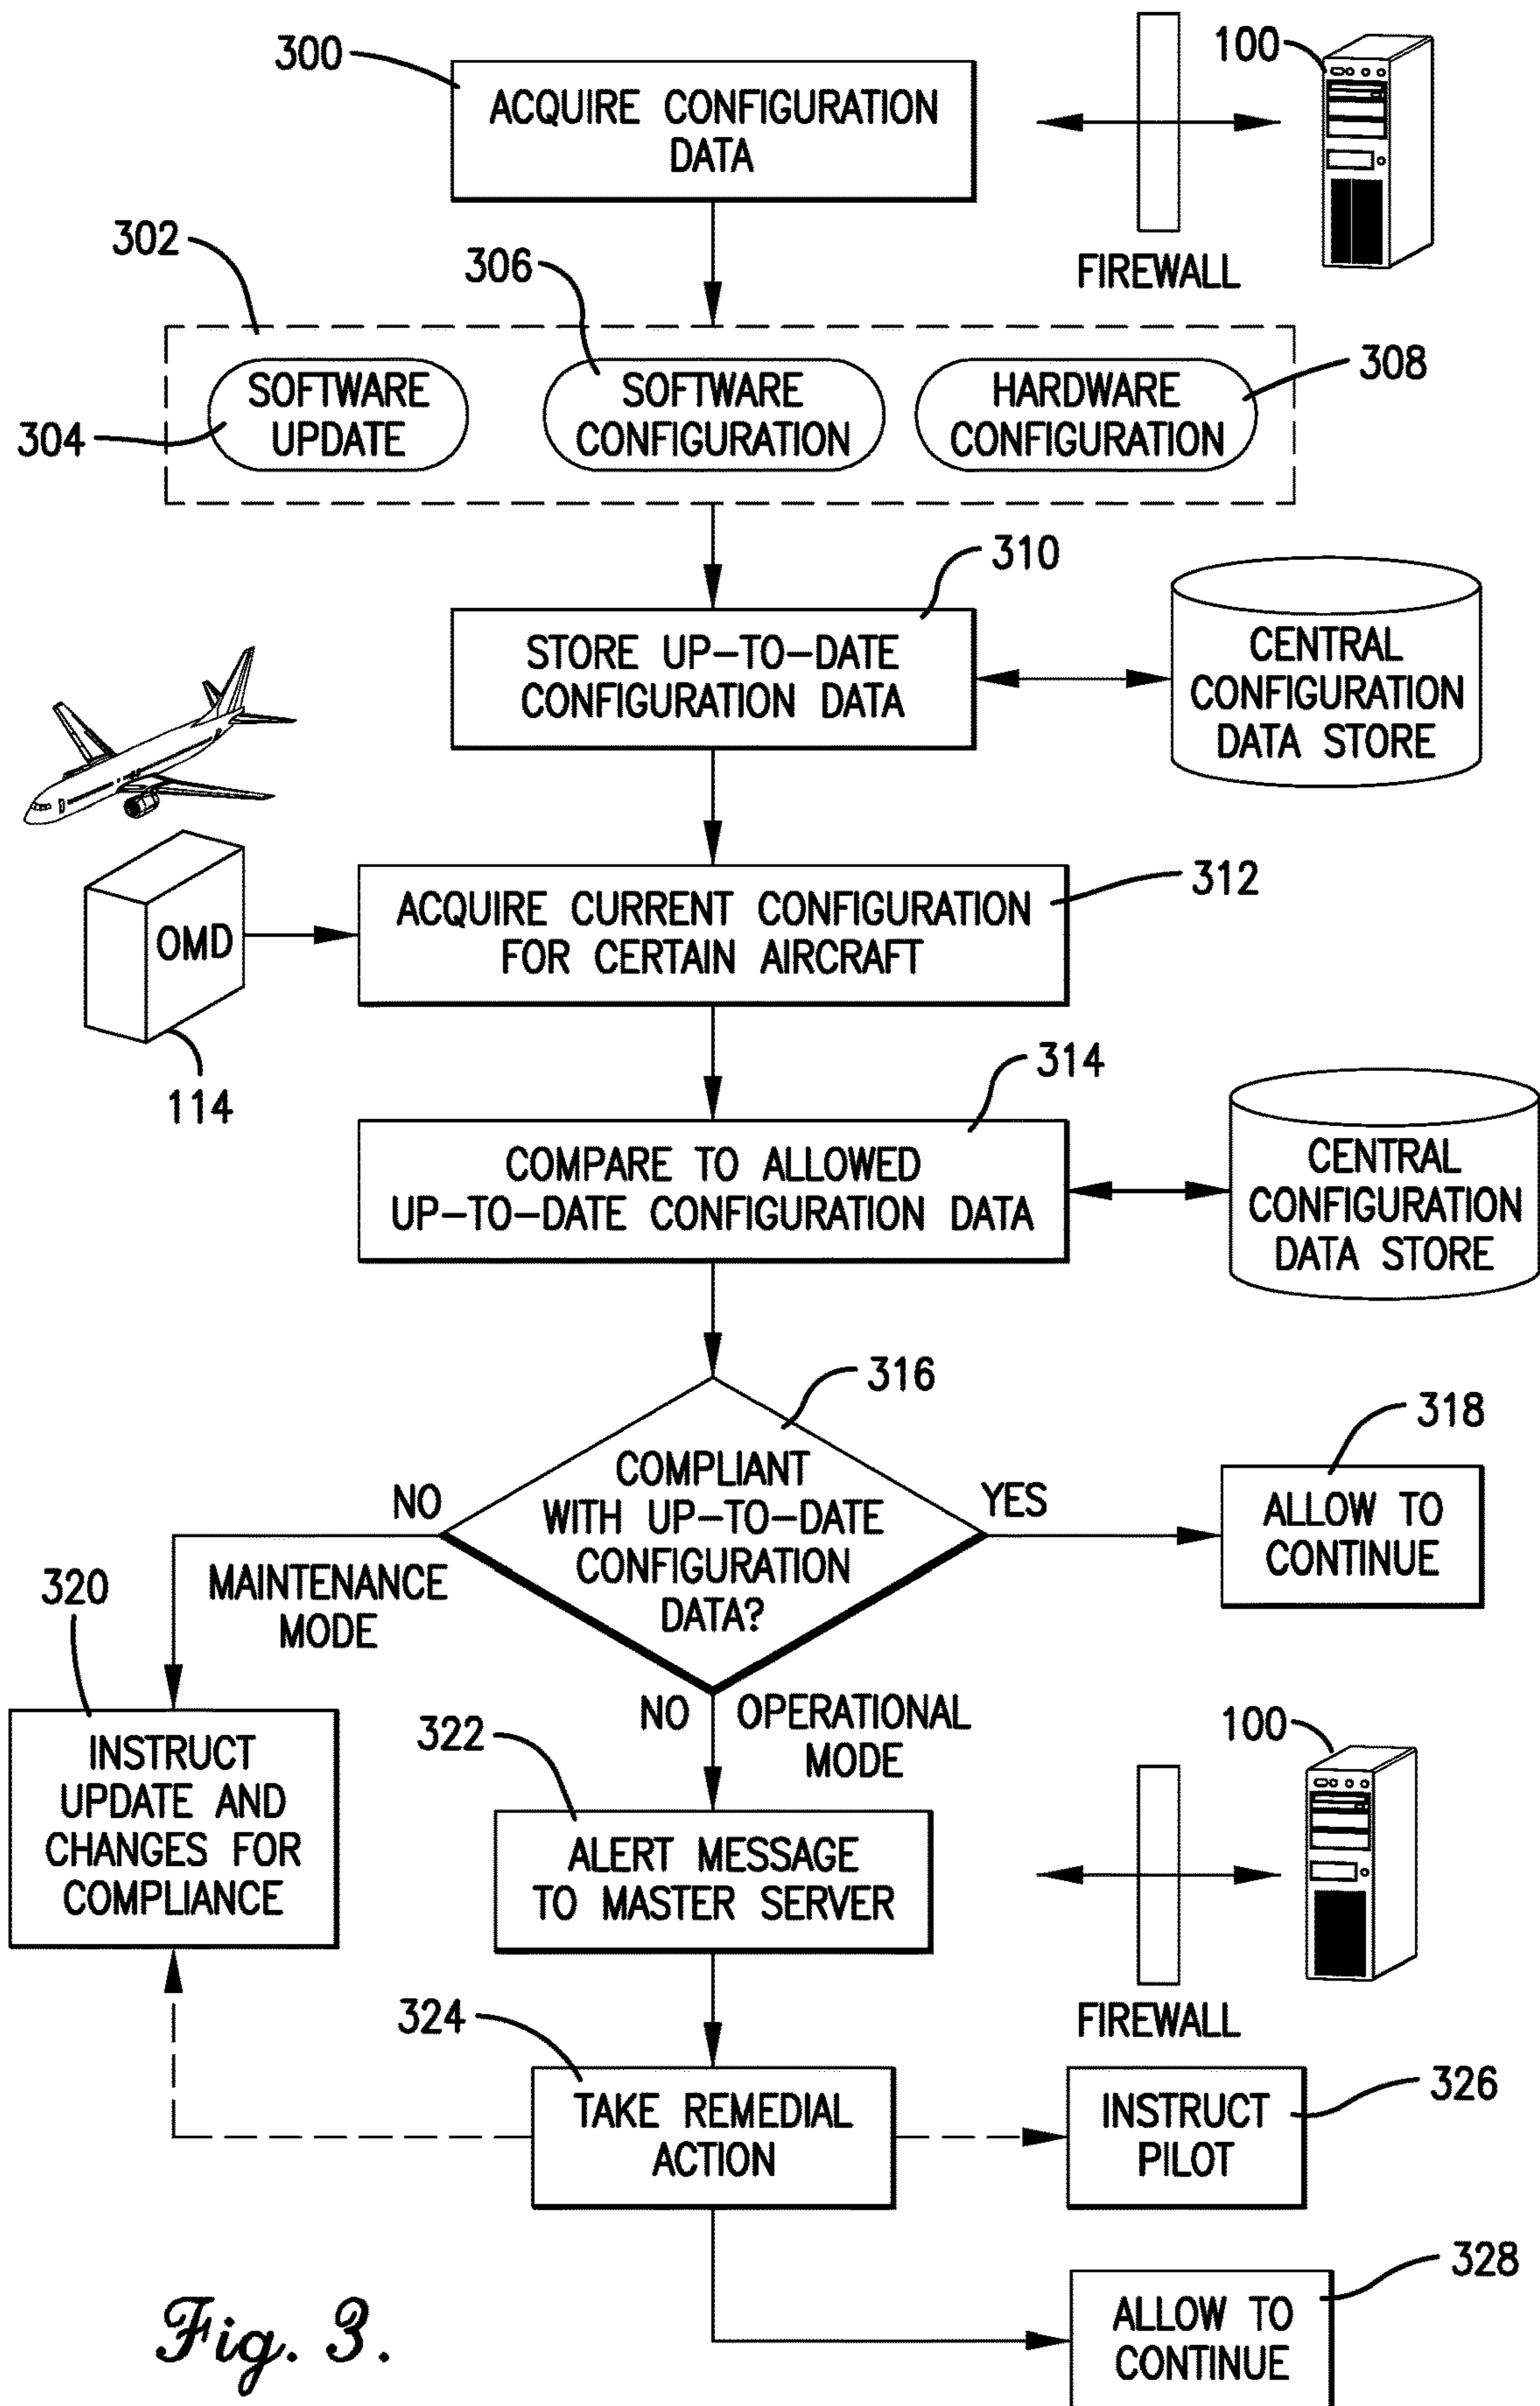 300
ACQUIRE CONFIGURATION
DATA
100
FIREWALL
302
306
SOFTWARE
UPDATE
304
SOFTWARE
CONFIGURATION
HARDWARE
CONFIGURATION
308
310
STORE UP-TO-DATE
CONFIGURATION DATA
CENTRAL
CONFIGURATION
DATA STORE
OMD
114
ACQUIRE CURRENT CONFIGURATION
FOR CERTAIN AIRCRAFT
312
314
COMPARE TO ALLOWED
UP-TO-DATE CONFIGURATION DATA
CENTRAL
CONFIGURATION
DATA STORE
316
COMPLIANT
WITH UP-TO-DATE
CONFIGURATION
DATA?
NO
MAINTENANCE
MODE
YES
318
ALLOW TO
CONTINUE
320
INSTRUCT
UPDATE AND
CHANGES FOR
COMPLIANCE
NO
OPERATIONAL
MODE
322
ALERT MESSAGE
TO MASTER SERVER
100
FIREWALL
324
TAKE REMEDIAL
ACTION
INSTRUCT
PILOT
326
ALLOW TO
CONTINUE
328
Fig. 3.